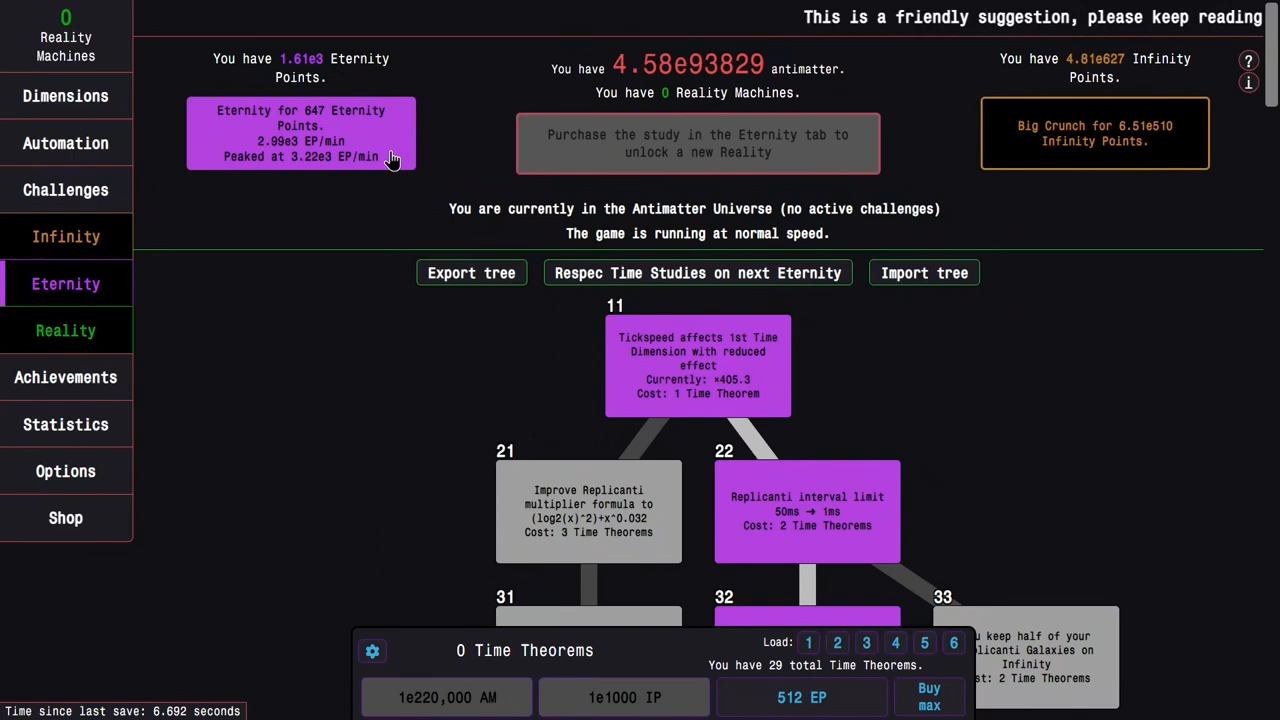 0
Reality
Machines
Dimensions
Automation
Challenges
Infinity
Eternity
Reality
Achievements
Statistics
Options
Shop
This is a friendly suggestion, please keep reading
You have 1.61e3 Eternity
Points.
Eternity for 647 Eternity
Points.
2.99e3 EP/min
Peaked at 3.22e3 EP/min
You have 4.58e93829 antimatter.
You have 0 Reality Machines.
Purchase the study in the Eternity tab to
unlock a new Reality
You have 4.81e627 Infinity
Points.
Big Crunch for 6.51e510
Infinity Points.
?
i
You are currently in the Antimatter Universe (no active challenges)
The game is running at normal speed.
Export tree
Respec Time Studies on next Eternity
Import tree
11
Tickspeed affects 1st Time
Dimension with reduced
effect
Currently: ×405.3
Cost: 1 Time Theorem
21
Improve Replicanti
multiplier formula to
(log2(x)^2)+x^0.032
Cost: 3 Time Theorems
22
Replicanti interval limit
50ms → 1ms
Cost: 2 Time Theorems
31
32
33
keep half of your
plicanti Galaxies on
Infinity
st: 2 Time Theorems
0 Time Theorems
Load: 1 2 3 4 5 6
You have 29 total Time Theorems.
1e220,000 AM
1e1000 IP
512 EP
Buy
max
Time since last save: 6.692 seconds